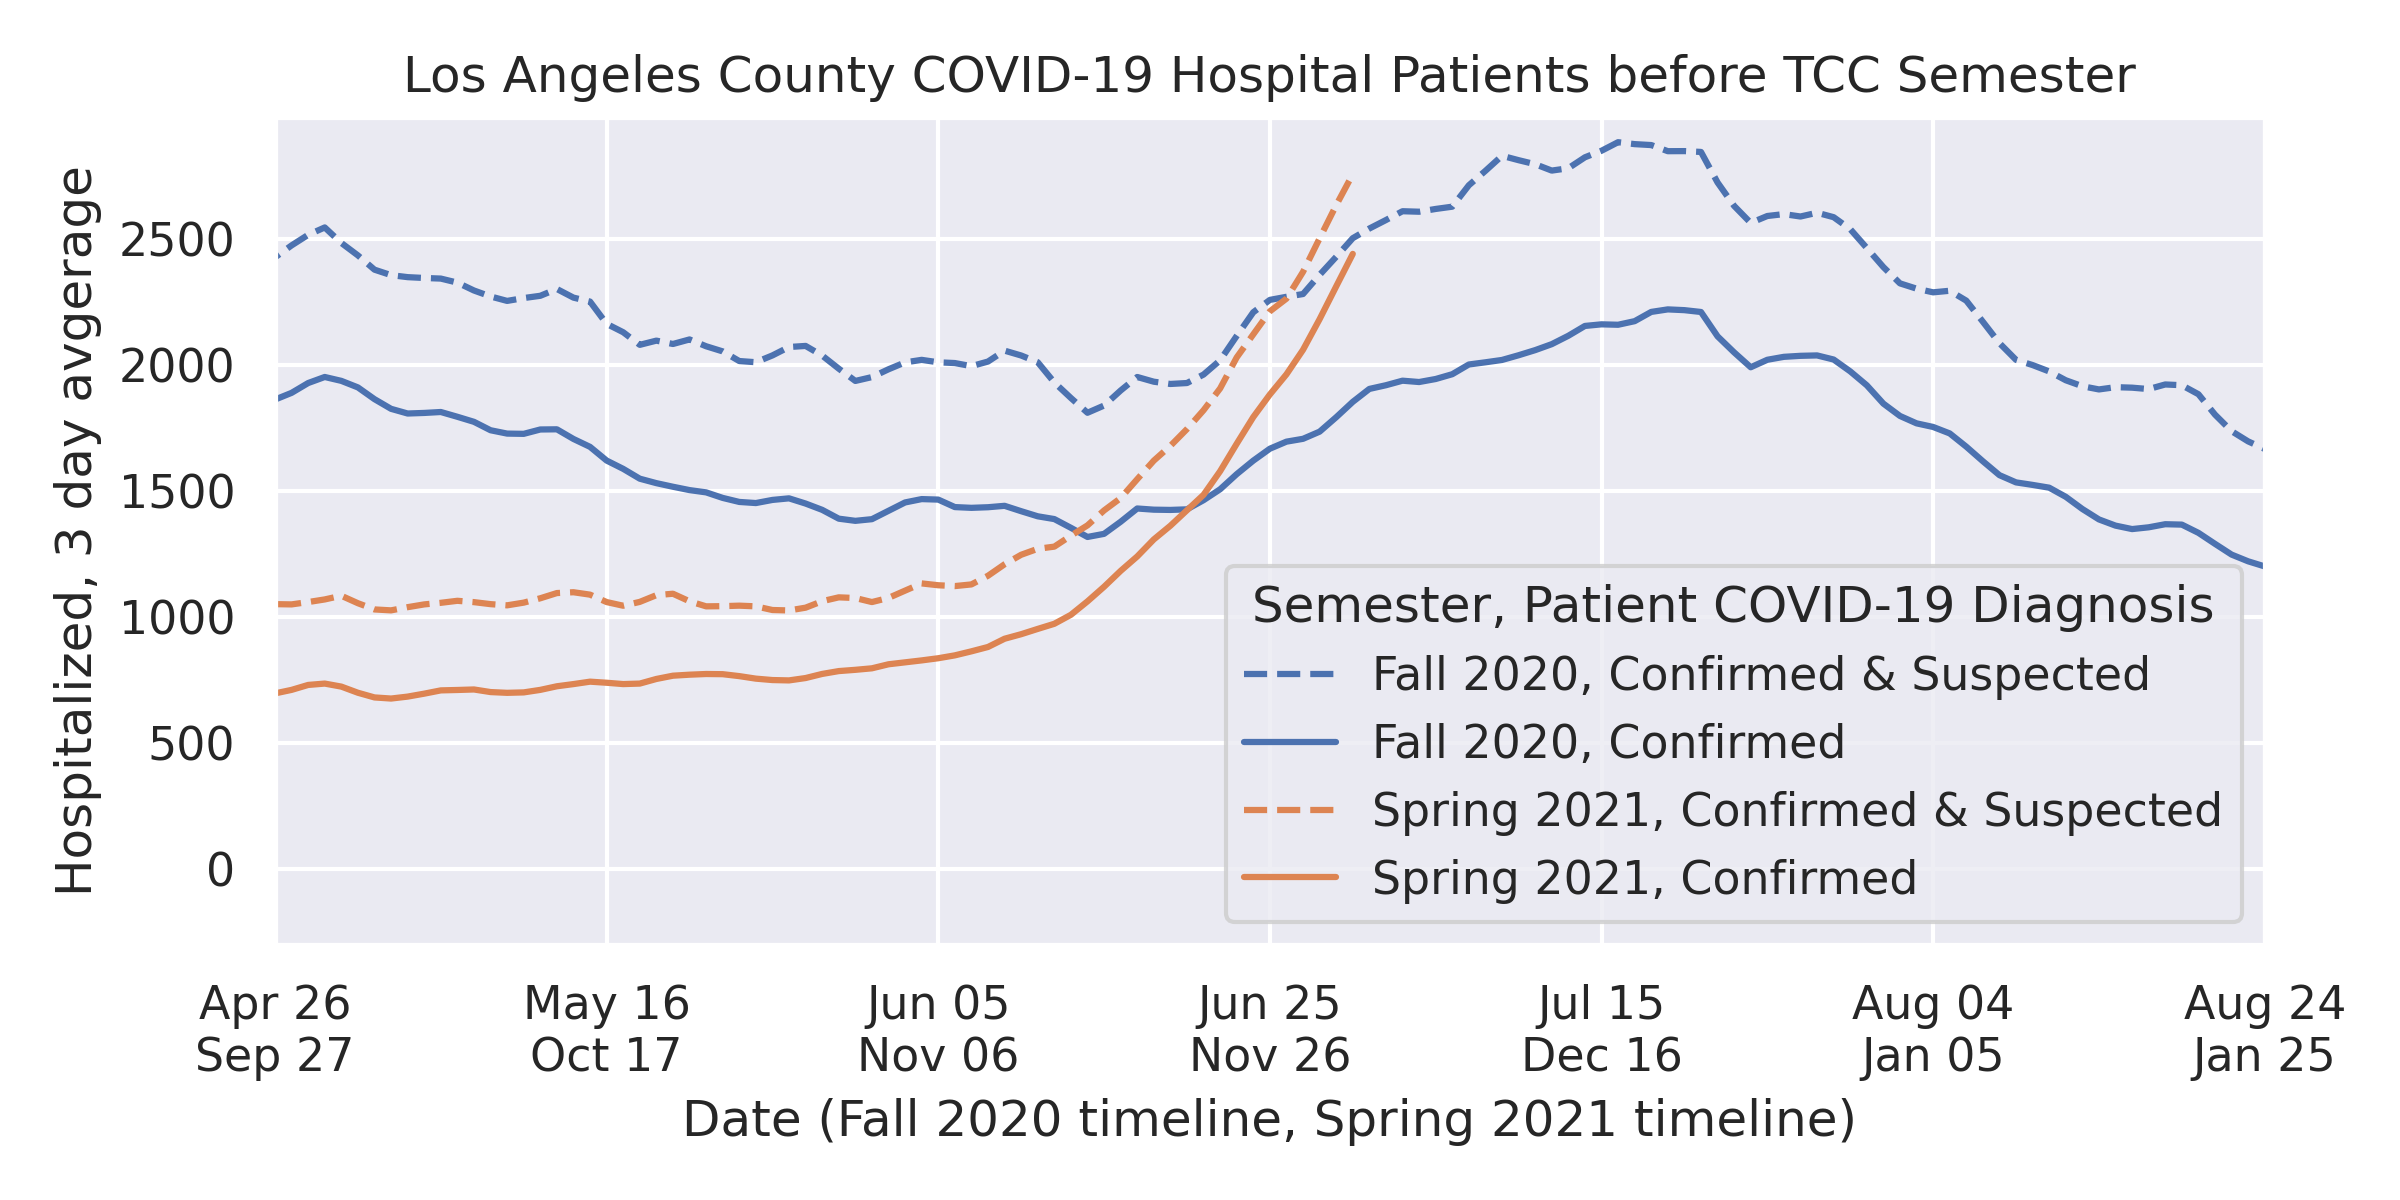 Los Angeles County COVID-19 Hospital Patients before TCC Semester
Hospitalized, 3 day avgerage
2500
2000
1500
1000
500
0
Semester, Patient COVID-19 Diagnosis
Fall 2020, Confirmed & Suspected
Fall 2020, Confirmed
Spring 2021, Confirmed & Suspected
Spring 2021, Confirmed
Apr 26 May 16 Jun 05 Jun 25 Jul 15 Aug 04 Aug 24
Sep 27 Oct 17 Nov 06 Nov 26 Dec 16 Jan 05 Jan 25
Date (Fall 2020 timeline, Spring 2021 timeline)